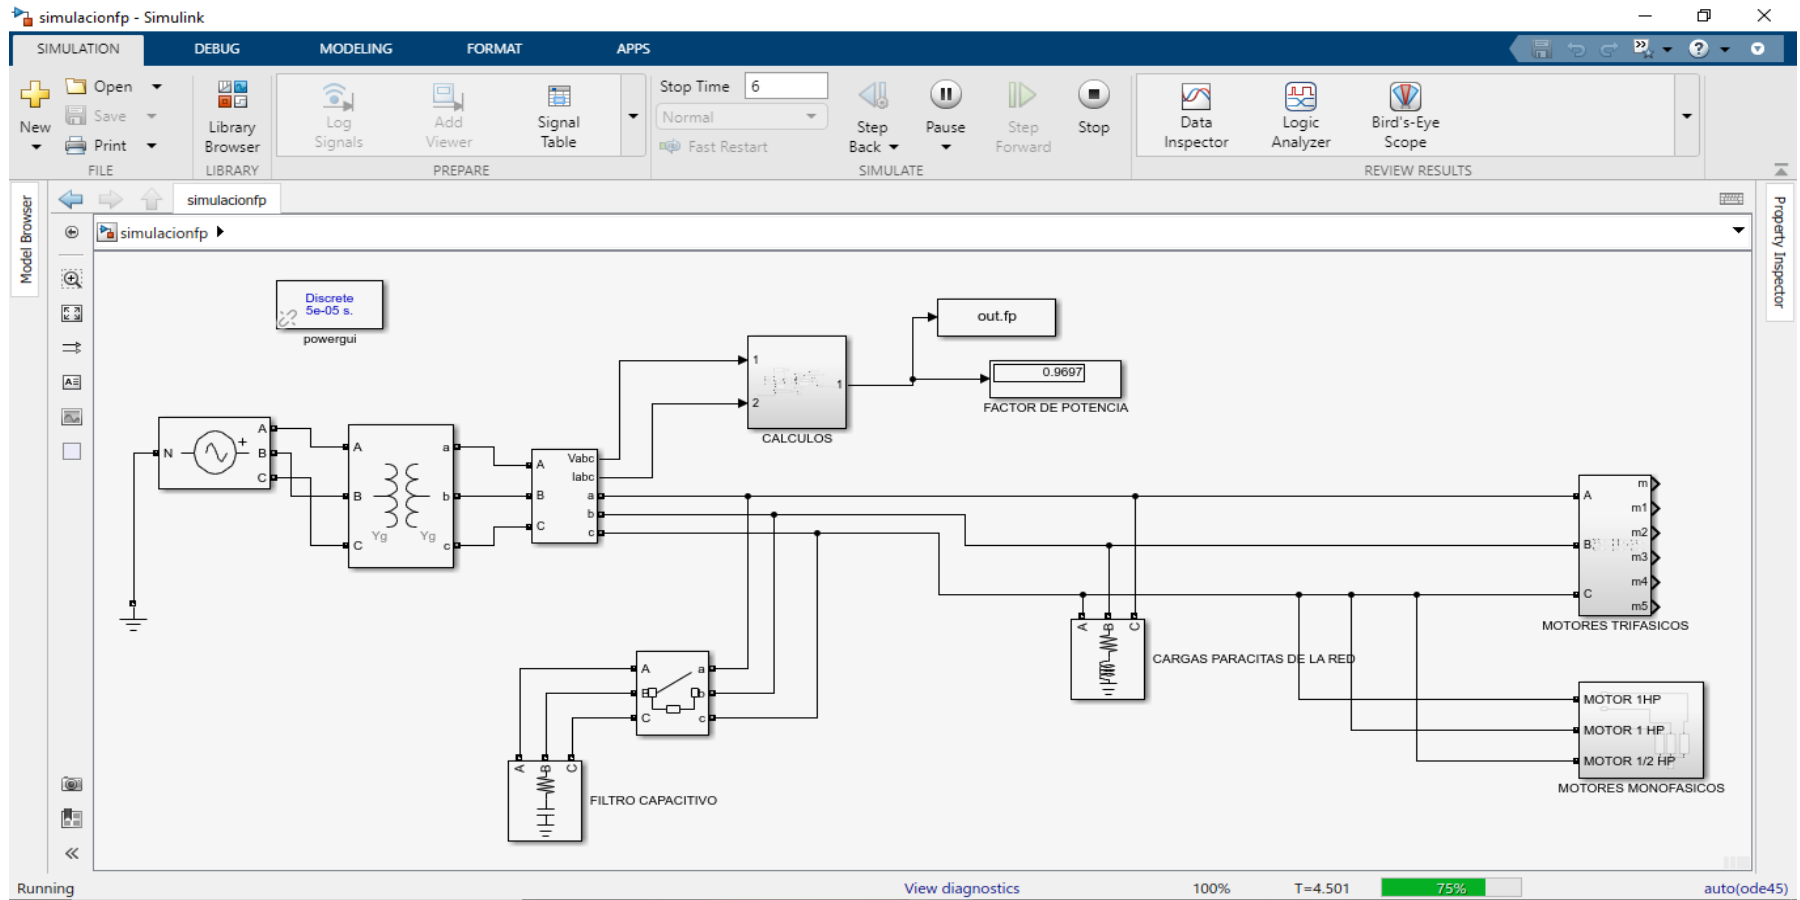 simulacionfp - Simulink
SIMULATION DEBUG MODELING FORMAT APPS
New
Open
Save
Print
FILE
Library
Browser
LIBRARY
Log
Signals
Add
Viewer
Signal
Table
PREPARE
Stop Time 6
Normal
Fast Restart
Step
Back
Pause
Step
Forward
Stop
SIMULATE
Data
Inspector
Logic
Analyzer
Bird's-Eye
Scope
REVIEW RESULTS
Model Browser
simulacionfp
simulacionfp
Property Inspector
Discrete
5e-05 s.
powergui
out.fp
0.9697
FACTOR DE POTENCIA
1
2
1
CALCULOS
N
+
A
B
C
A
B
C
a
b
c
Yg Yg
A
B
C
Vabc
Iabc
a
b
c
A
B
C
m
m1
m2
m3
m4
m5
MOTORES TRIFASICOS
A B C
CARGAS PARACITAS DE LA RED
A
B
C
a
b
c
A B C
FILTRO CAPACITIVO
MOTOR 1HP
MOTOR 1 HP
MOTOR 1/2 HP
MOTORES MONOFASICOS
Running View diagnostics 100% T=4.501 75% auto(ode45)